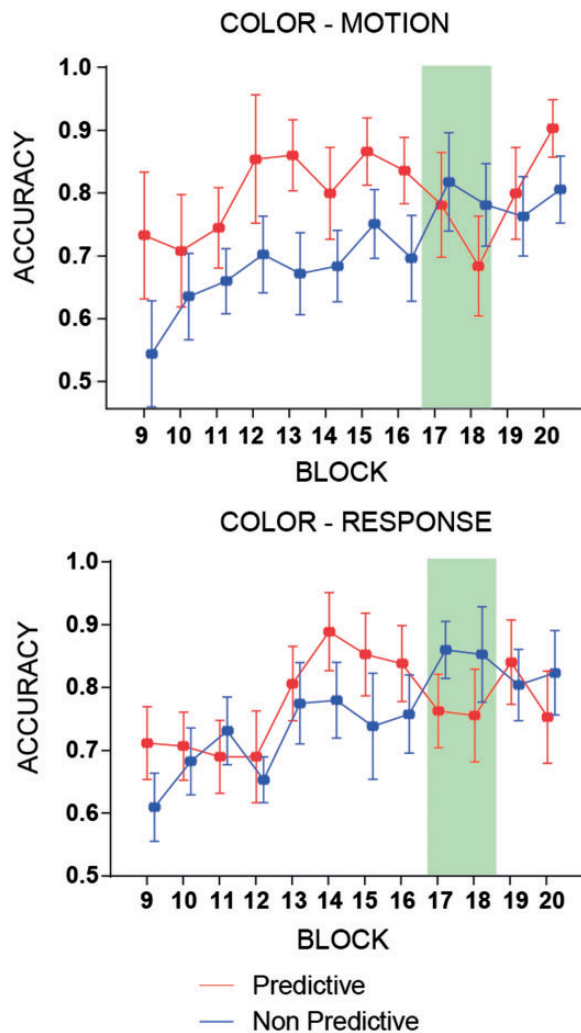 COLOR - MOTION
1.0
0.9
0.8
0.7
0.6
0.5
ACCURACY
9 10 11 12 13 14 15 16 17 18 19 20
BLOCK
COLOR - RESPONSE
1.0
0.9
0.8
0.7
0.6
0.5
ACCURACY
9 10 11 12 13 14 15 16 17 18 19 20
BLOCK
Predictive
Non Predictive